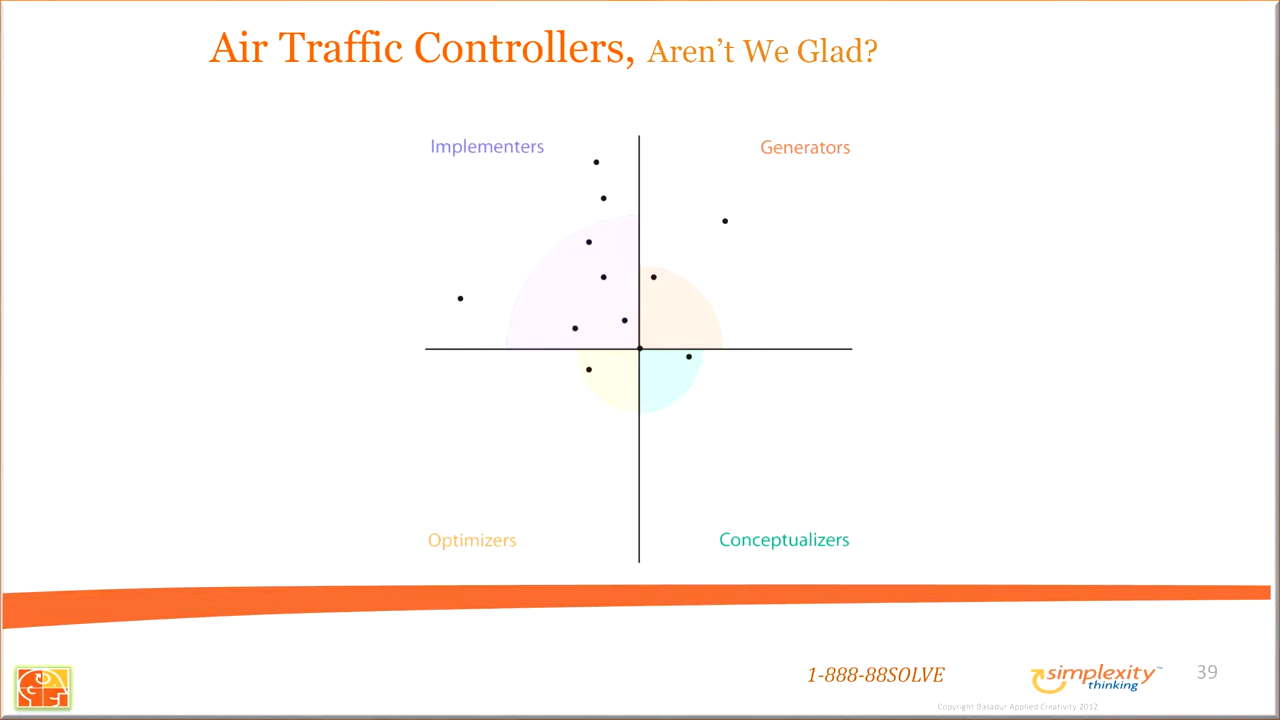 Air Traffic Controllers, Aren't We Glad?
Implementers
Generators
Optimizers
Conceptualizers
1-888-88SOLVE
simplexity™
thinking
39
Copyright Basadur Applied Creativity 2012